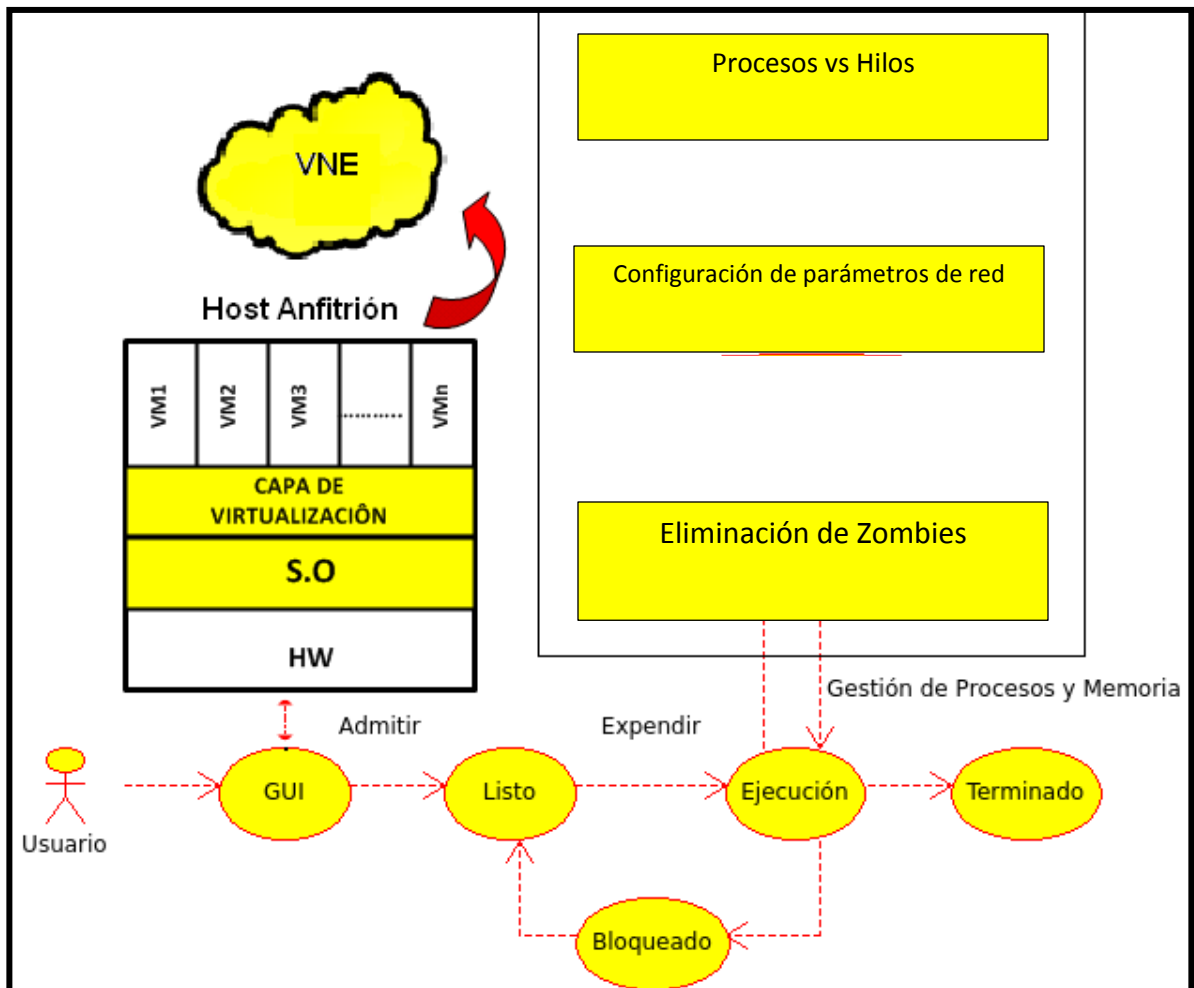 Procesos vs Hilos
VNE
Configuración de parámetros de red
Host Anfitrión
VM1
VM2
VM3
..........
VMn
CAPA DE
VIRTUALIZACIÔN
S.O
HW
Eliminación de Zombies
Gestión de Procesos y Memoria
Admitir
Expendir
Usuario
GUI
Listo
Ejecución
Terminado
Bloqueado